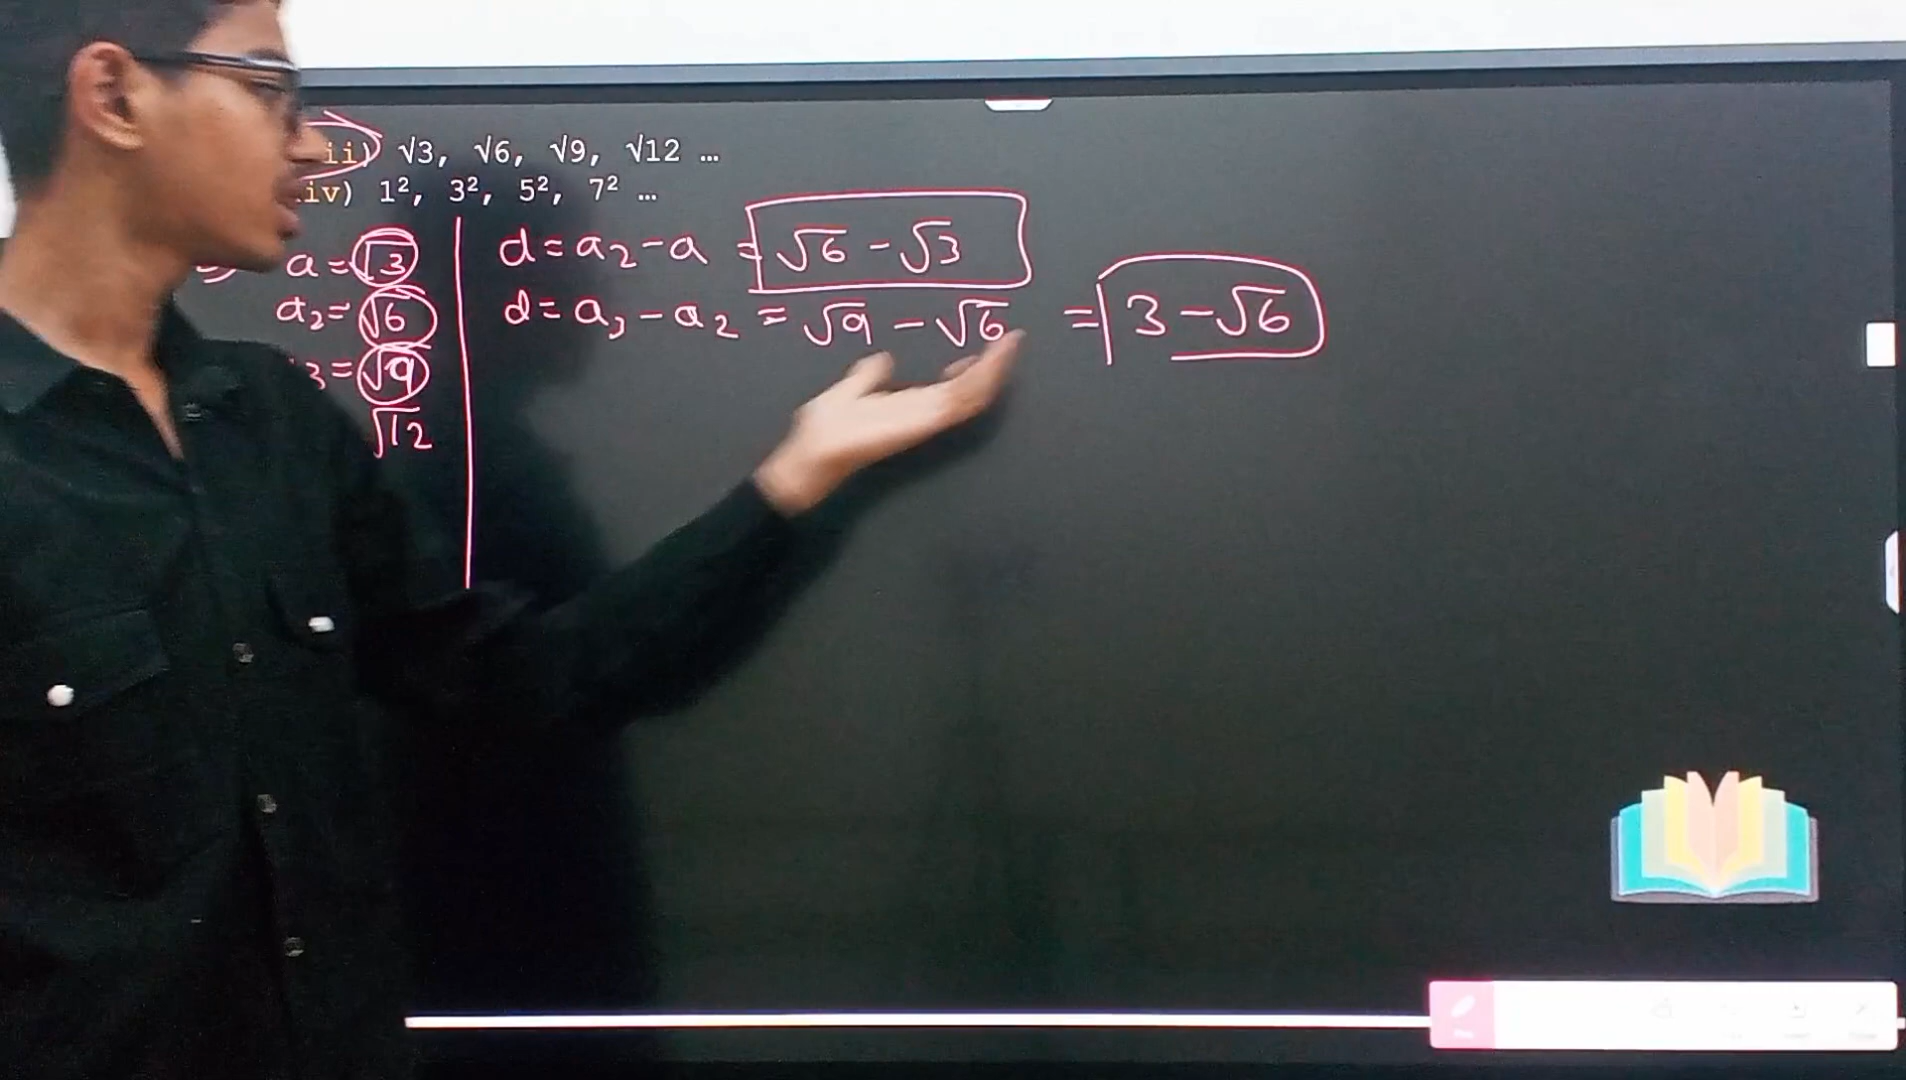 ii) √3, √6, √9, √12 …
iv) 1², 3², 5², 7² …
a = √3
a₂ = √6
3 = √9
√12
d = a₂ - a = √6 - √3
d = a₃ - a₂ = √9 - √6 = 3 - √6